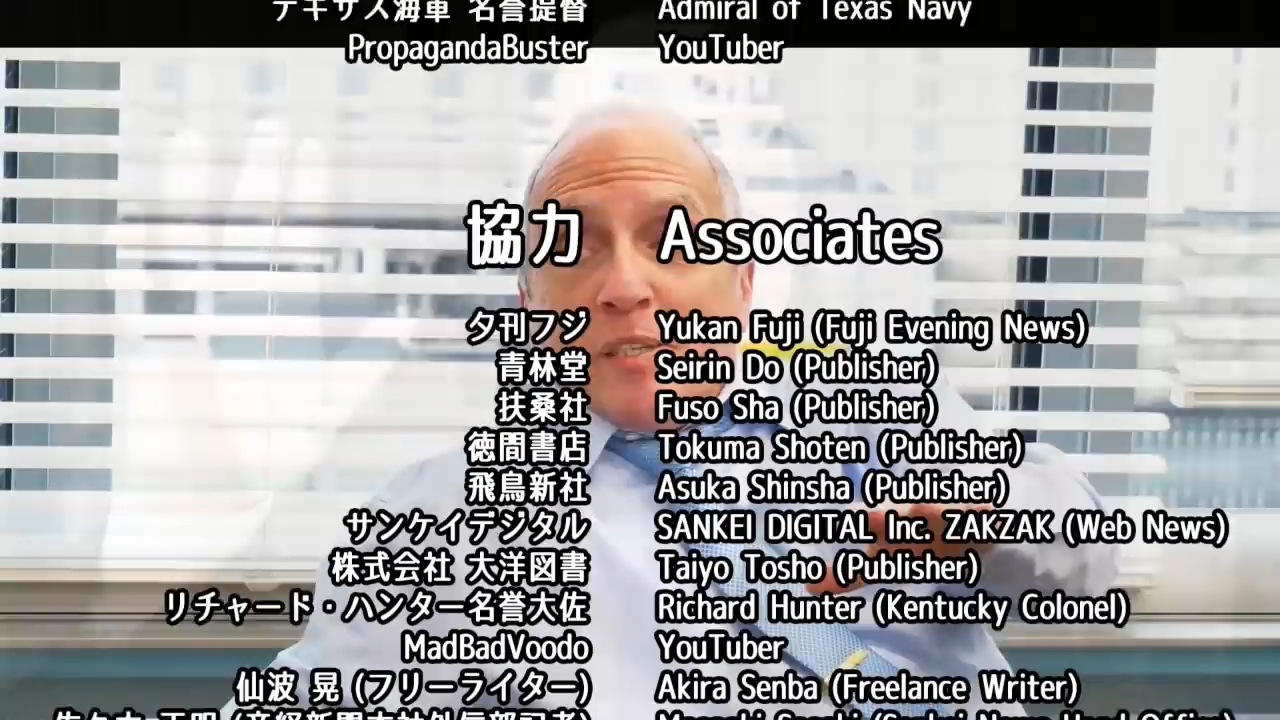 テキサス海軍 名誉提督 Admiral of Texas Navy
PropagandaBuster YouTuber
協力 Associates
夕刊フジ Yukan Fuji (Fuji Evening News)
青林堂 Seirin Do (Publisher)
扶桑社 Fuso Sha (Publisher)
徳間書店 Tokuma Shoten (Publisher)
飛鳥新社 Asuka Shinsha (Publisher)
サンケイデジタル SANKEI DIGITAL Inc. ZAKZAK (Web News)
株式会社 大洋図書 Taiyo Tosho (Publisher)
リチャード・ハンター名誉大佐 Richard Hunter (Kentucky Colonel)
MadBadVoodo YouTuber
仙波 晃 (フリーライター) Akira Senba (Freelance Writer)